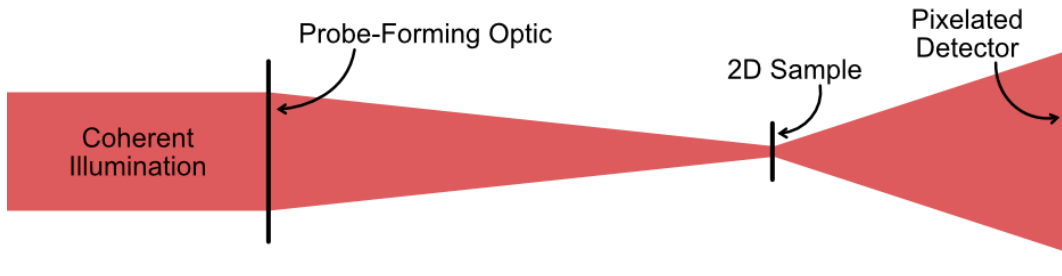 Probe-Forming Optic
Pixelated
Detector
2D Sample
Coherent
Illumination